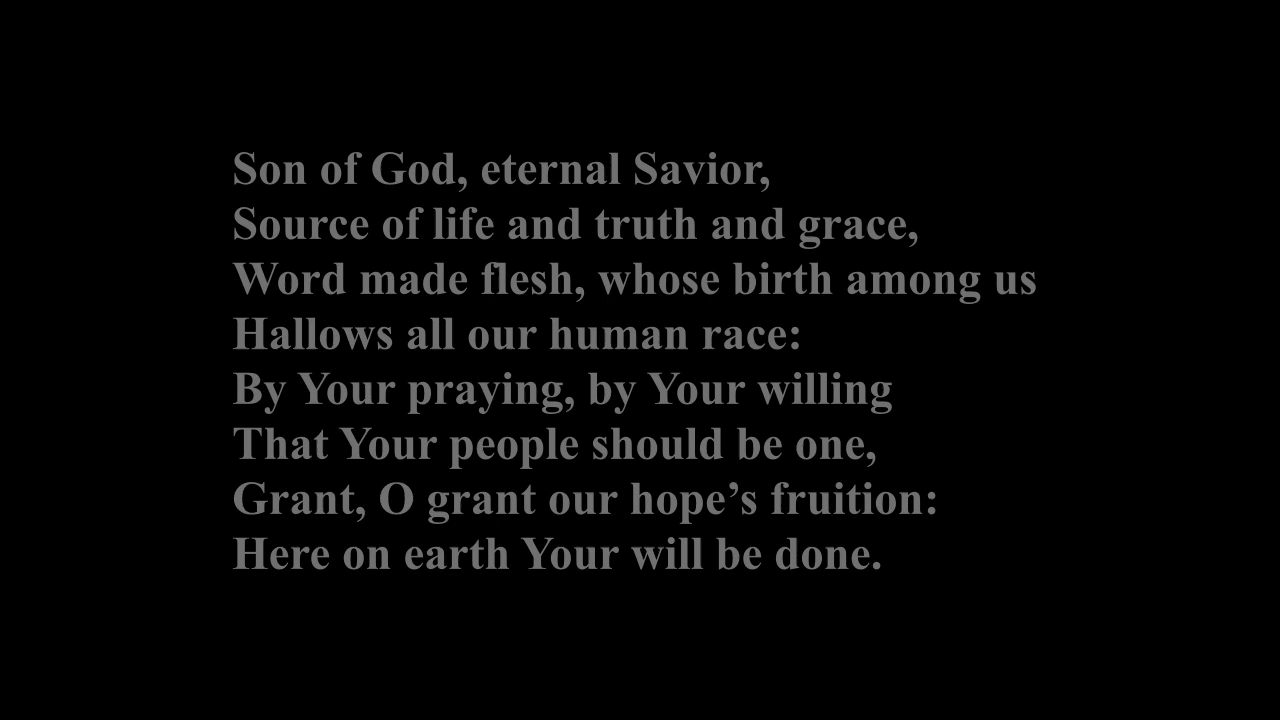 Son of God, eternal Savior,
Source of life and truth and grace,
Word made flesh, whose birth among us
Hallows all our human race:
By Your praying, by Your willing
That Your people should be one,
Grant, O grant our hope’s fruition:
Here on earth Your will be done.